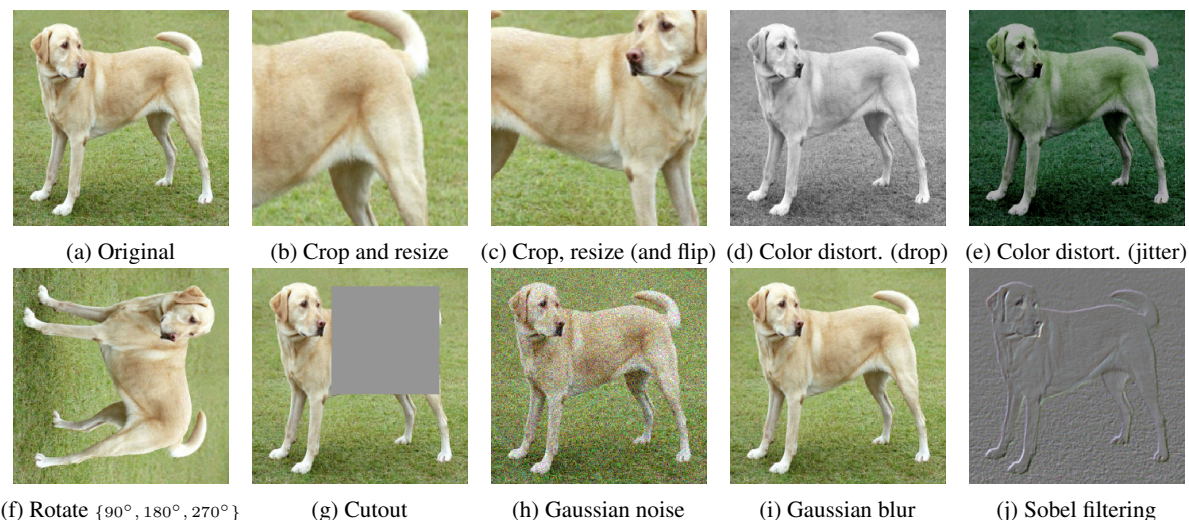 (a) Original
(b) Crop and resize
(c) Crop, resize (and flip)
(d) Color distort. (drop)
(e) Color distort. (jitter)
(f) Rotate {90°, 180°, 270°}
(g) Cutout
(h) Gaussian noise
(i) Gaussian blur
(j) Sobel filtering